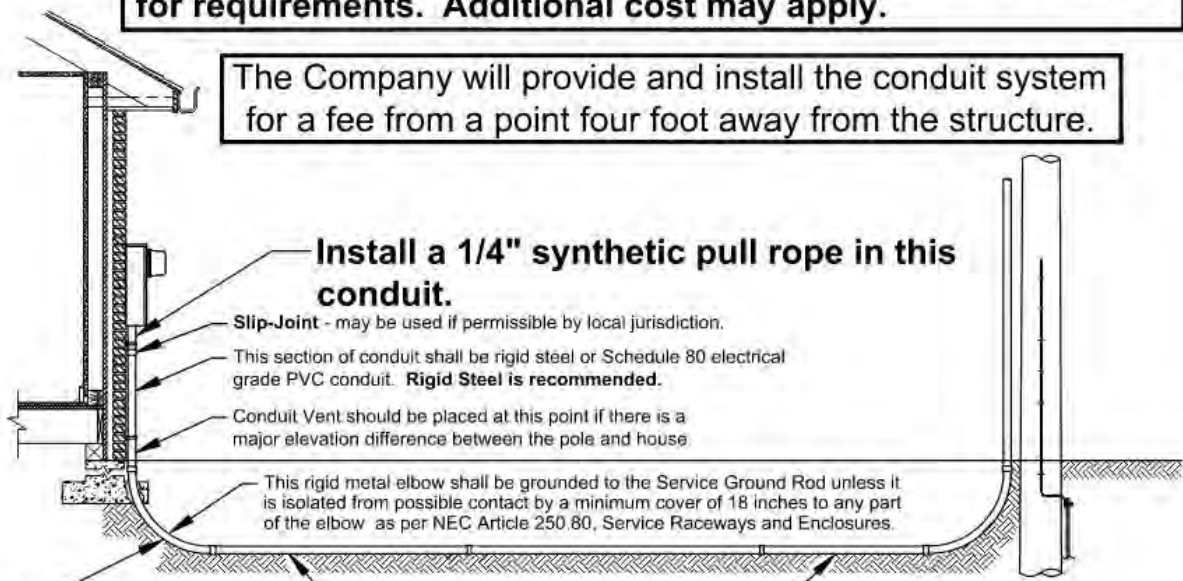 for requirements. Additional cost may apply.
The Company will provide and install the conduit system
for a fee from a point four foot away from the structure.
Install a 1/4" synthetic pull rope in this
conduit.
Slip-Joint - may be used if permissible by local jurisdiction.
This section of conduit shall be rigid steel or Schedule 80 electrical
grade PVC conduit. Rigid Steel is recommended.
Conduit Vent should be placed at this point if there is a
major elevation difference between the pole and house
This rigid metal elbow shall be grounded to the Service Ground Rod unless it
is isolated from possible contact by a minimum cover of 18 inches to any part
of the elbow as per NEC Article 250.80, Service Raceways and Enclosures.